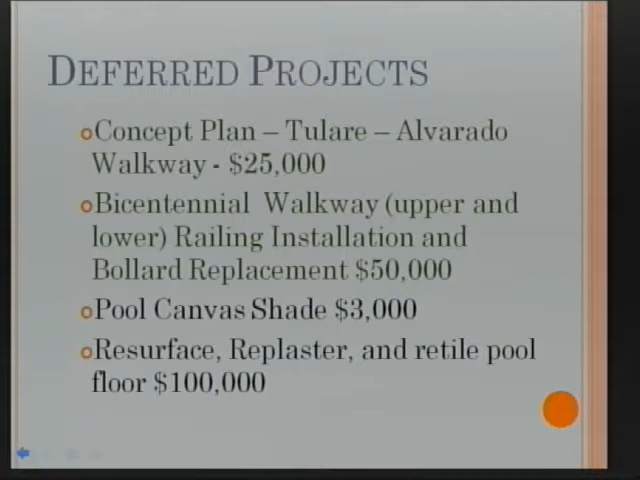 DEFERRED PROJECTS
Concept Plan – Tulare – Alvarado
Walkway - $25,000
Bicentennial Walkway (upper and
lower) Railing Installation and
Bollard Replacement $50,000
Pool Canvas Shade $3,000
Resurface, Replaster, and retile pool
floor $100,000